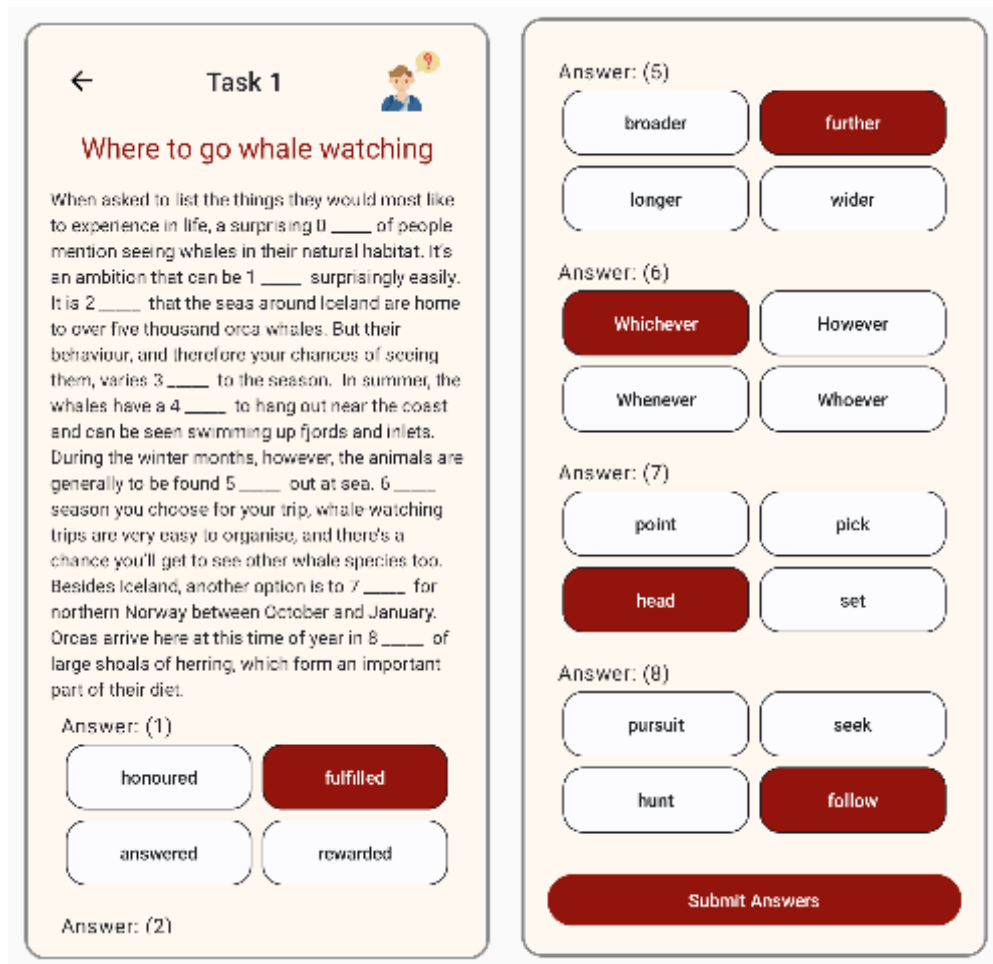 Task 1
Where to go whale watching
When asked to list the things they would most like
to experience in life, a surprising 0 ____ of people
mention seeing whales in their natural habitat. It's
an ambition that can be 1 ____ surprisingly easily.
It is 2 ____ that the seas around Iceland are home
to over five thousand orca whales. But their
behaviour, and therefore your chances of seeing
them, varies 3 ____ to the season. In summer, the
whales have a 4 ____ to hang out near the coast
and can be seen swimming up fjords and inlets.
During the winter months, however, the animals are
generally to be found 5 ____ out at sea. 6 ____
season you choose for your trip, whale-watching
trips are very easy to organise, and there's a
chance you'll get to see other whale species too.
Besides Iceland, another option is to 7 ____ for
northern Norway between October and January.
Orcas arrive here at this time of year in 8 ____ of
large shoals of herring, which form an important
part of their diet.
Answer: (1)
honoured fulfilled
answered rewarded
Answer: (2)
Answer: (5)
broader further
longer wider
Answer: (6)
Whichever However
Whenever Whoever
Answer: (7)
point pick
head set
Answer: (8)
pursuit seek
hunt follow
Submit Answers